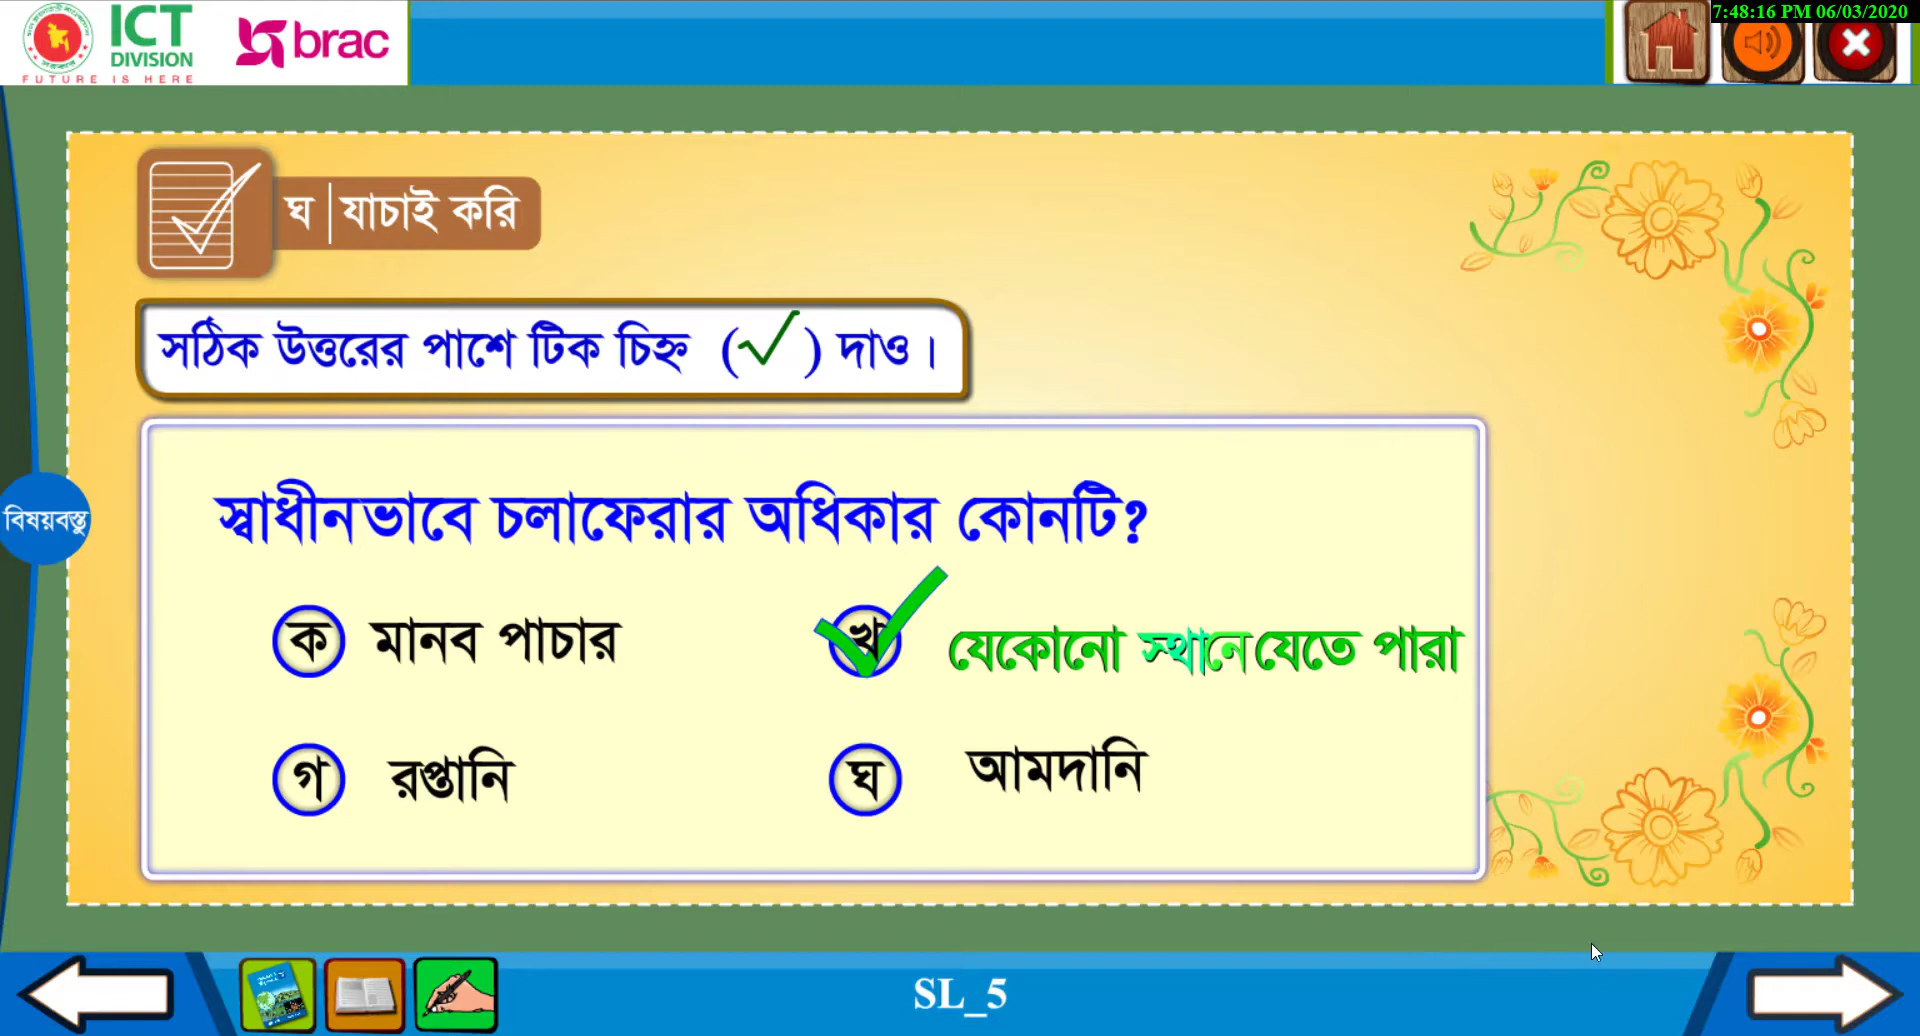 ICT
DIVISION
FUTURE IS HERE
brac
7:48:16 PM 06/03/2020
ঘ | যাচাই করি
সঠিক উত্তরের পাশে টিক চিহ্ন (✓) দাও।
বিষয়বস্তু
স্বাধীনভাবে চলাফেরার অধিকার কোনটি?
ক মানব পাচার
খ যেকোনো স্থানে যেতে পারা
গ রপ্তানি
ঘ আমদানি
SL_5